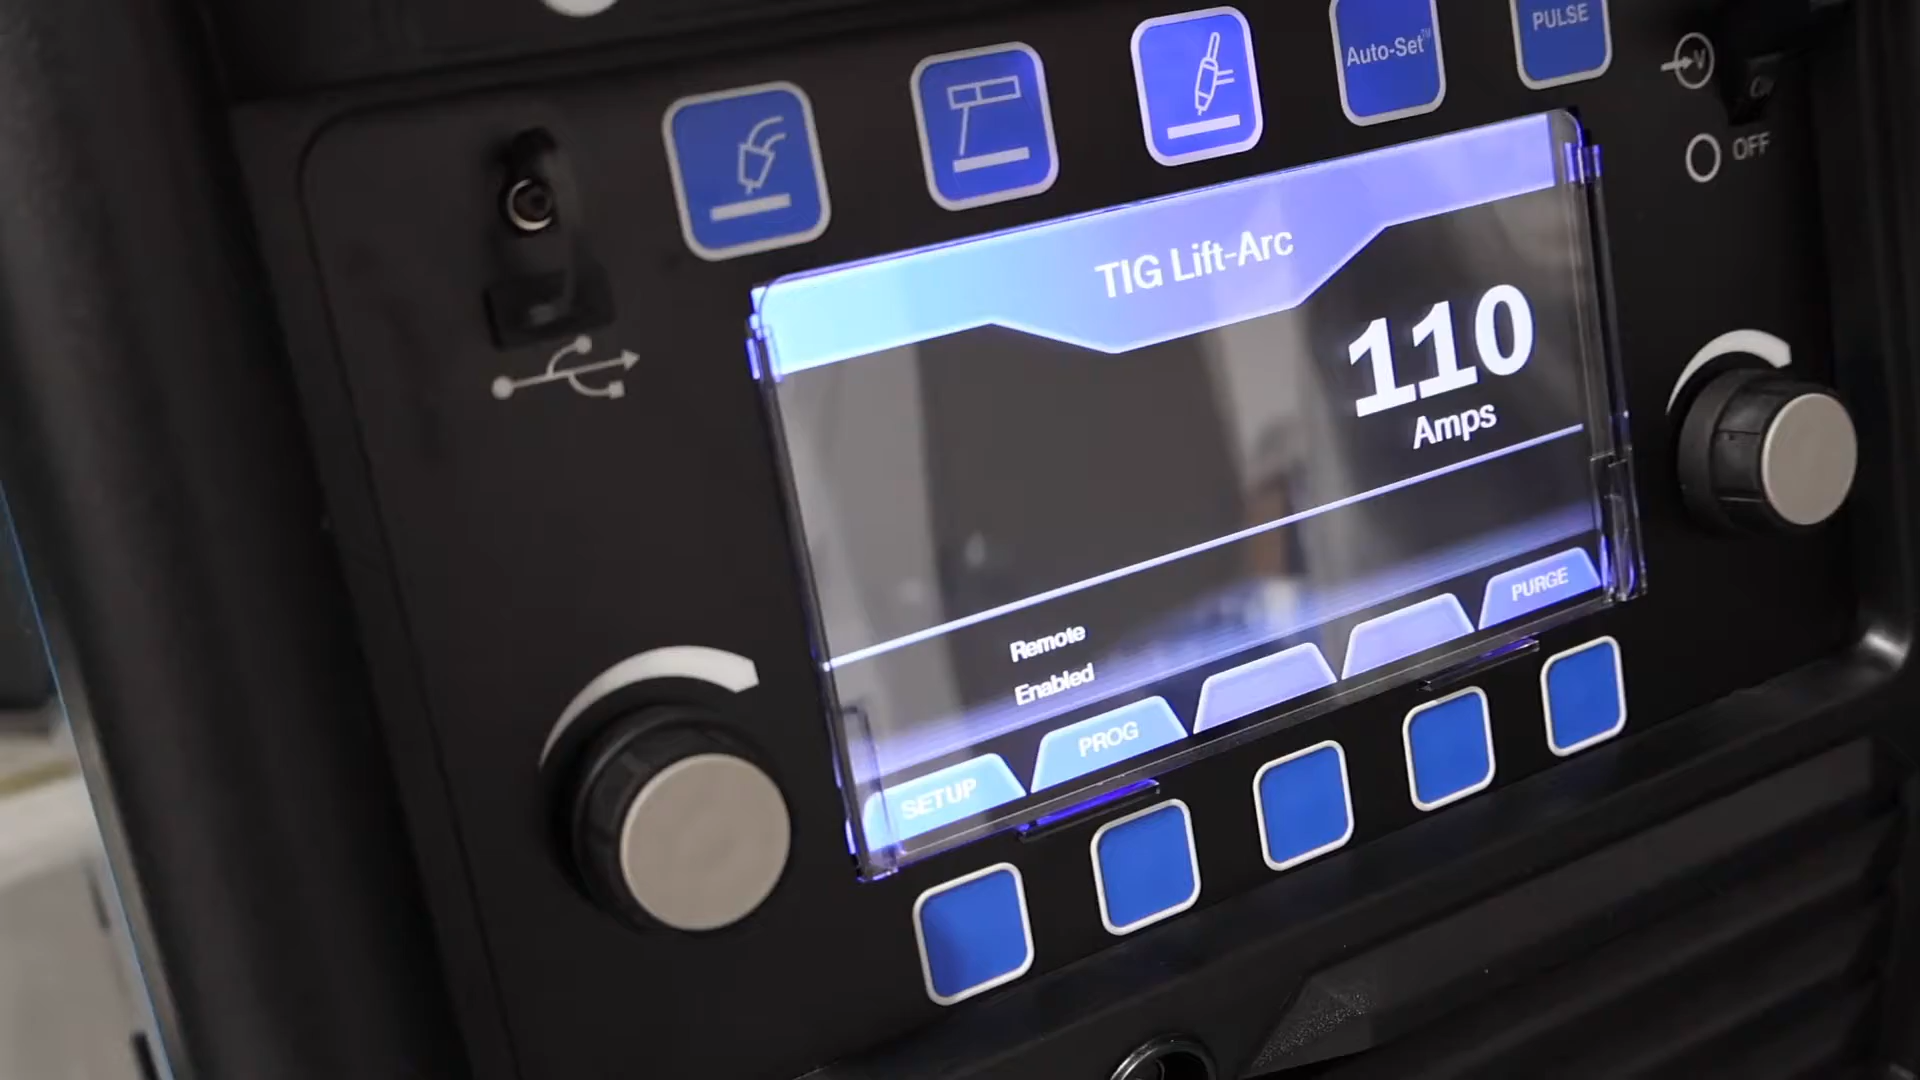 Auto-Set™
PULSE
V
OFF
TIG Lift-Arc
110
Amps
Remote
Enabled
SETUP
PROG
PURGE